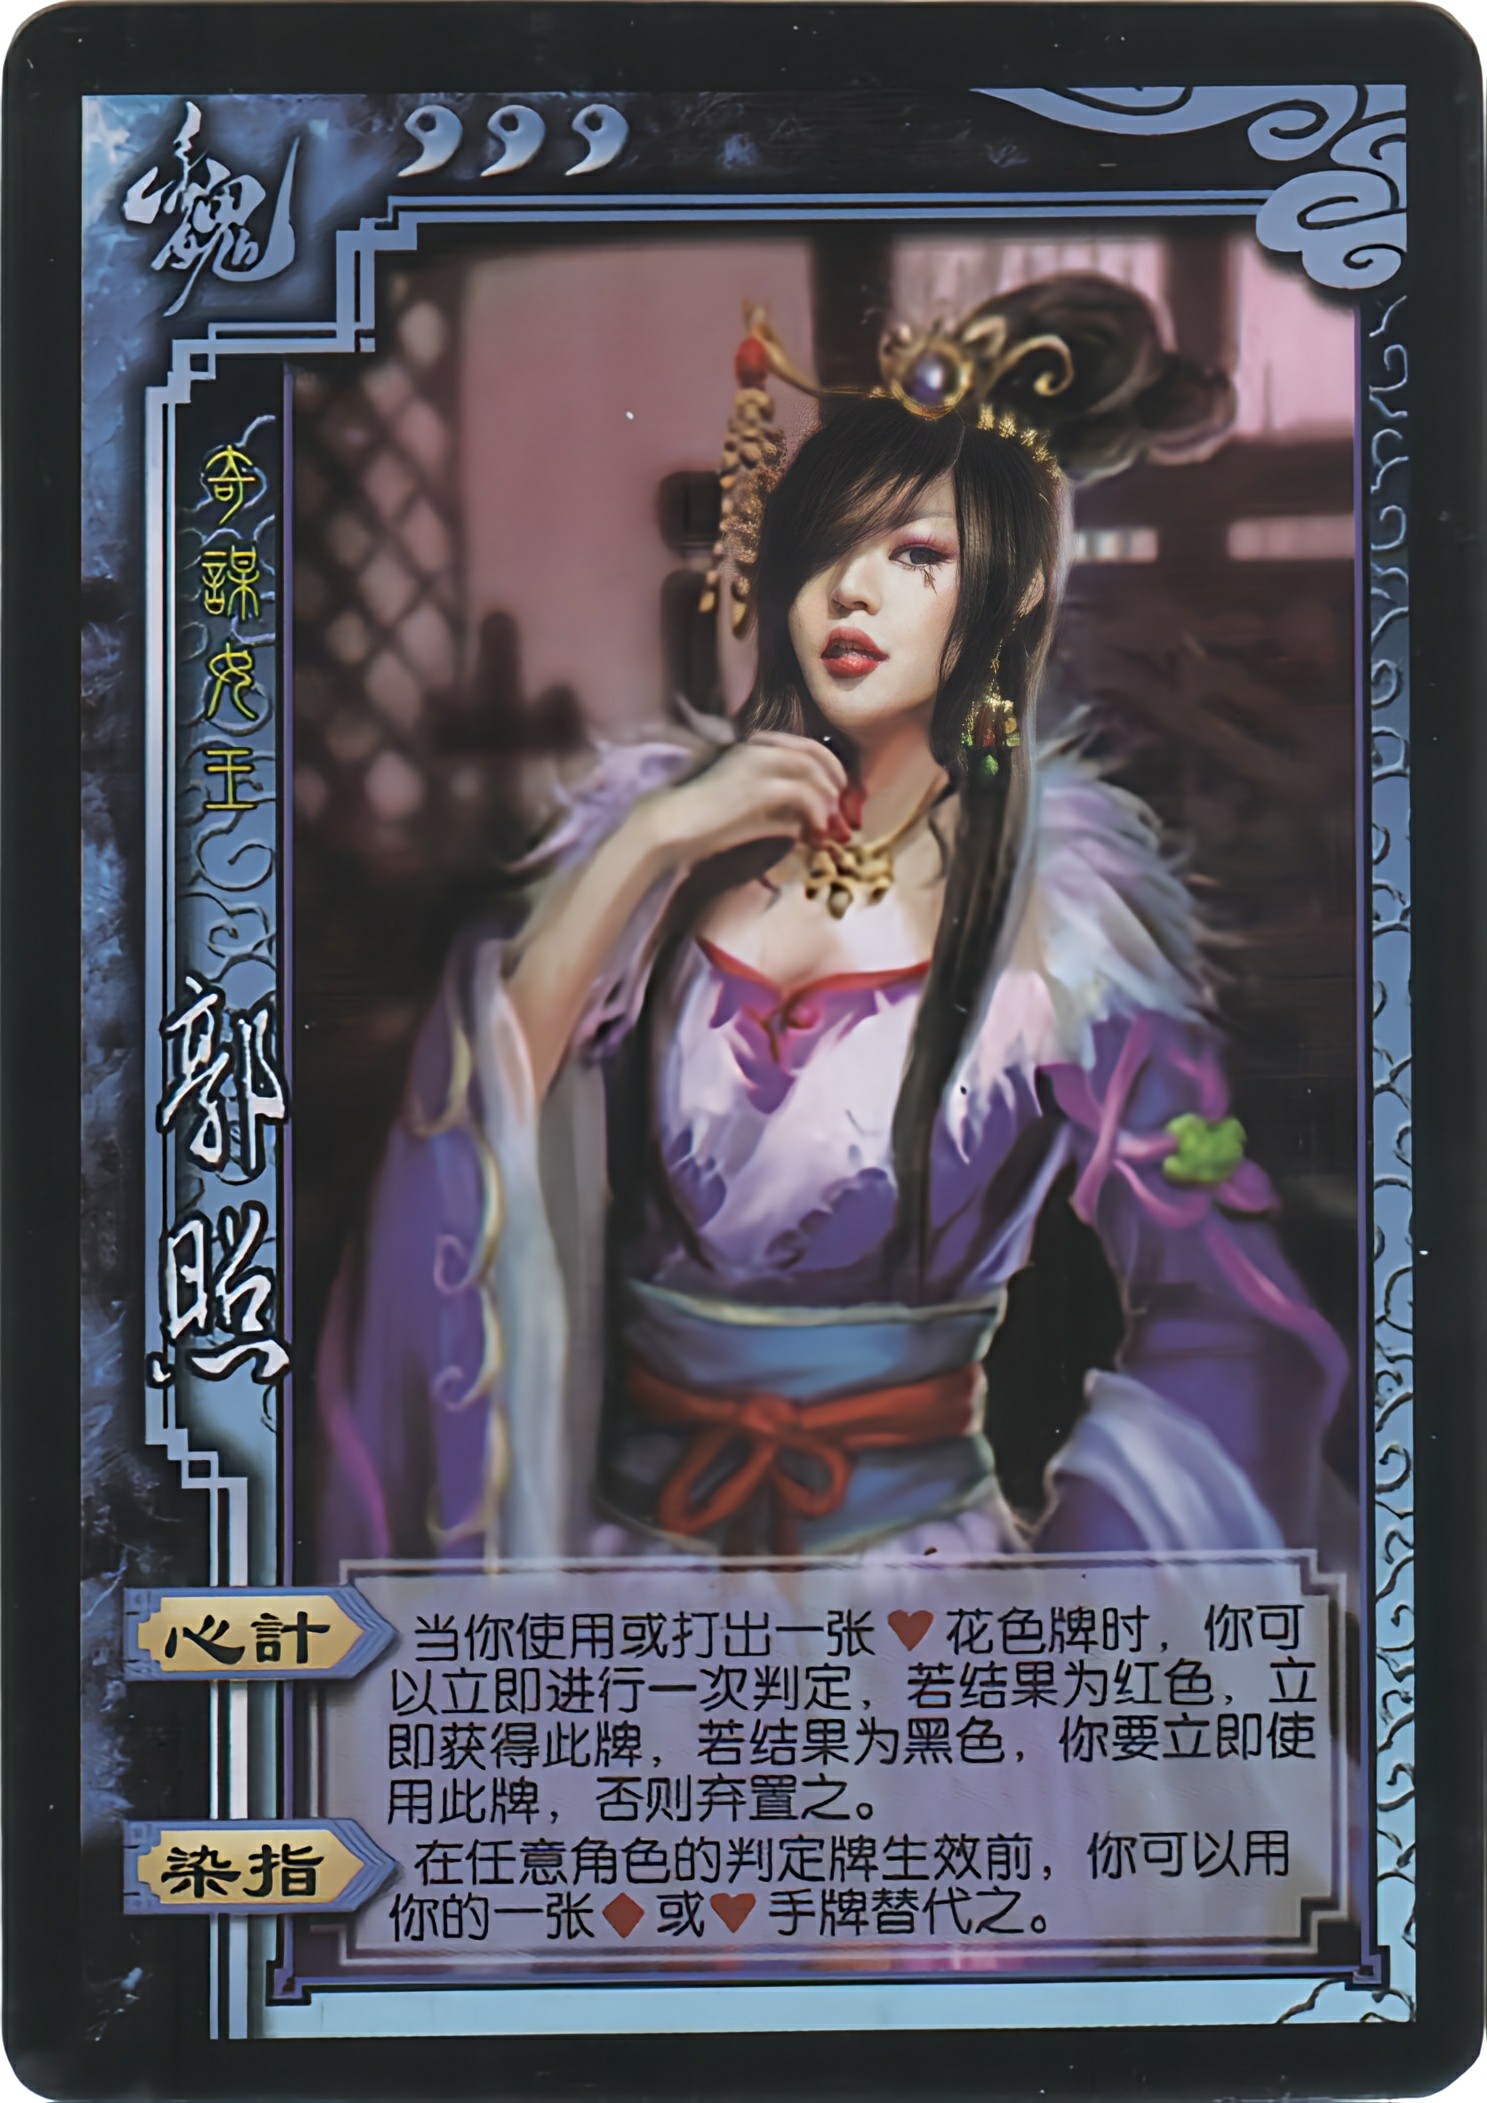 魏
奇謀女王
郭照
心計
当你使用或打出一张♥花色牌时，你可
以立即进行一次判定，若结果为红色，立
即获得此牌，若结果为黑色，你要立即使
用此牌，否则弃置之。
染指
在任意角色的判定牌生效前，你可以用
你的一张♦或♥手牌替代之。